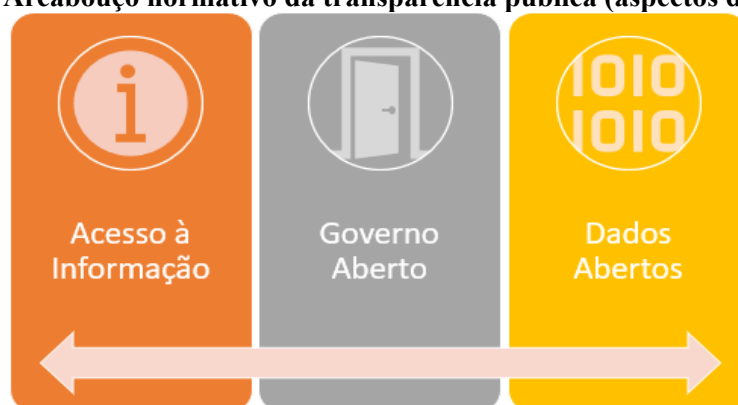 Arcabouço normativo da transparência pública (aspectos d
1010
1010
i
Acesso à
Informação
Governo
Aberto
Dados
Abertos